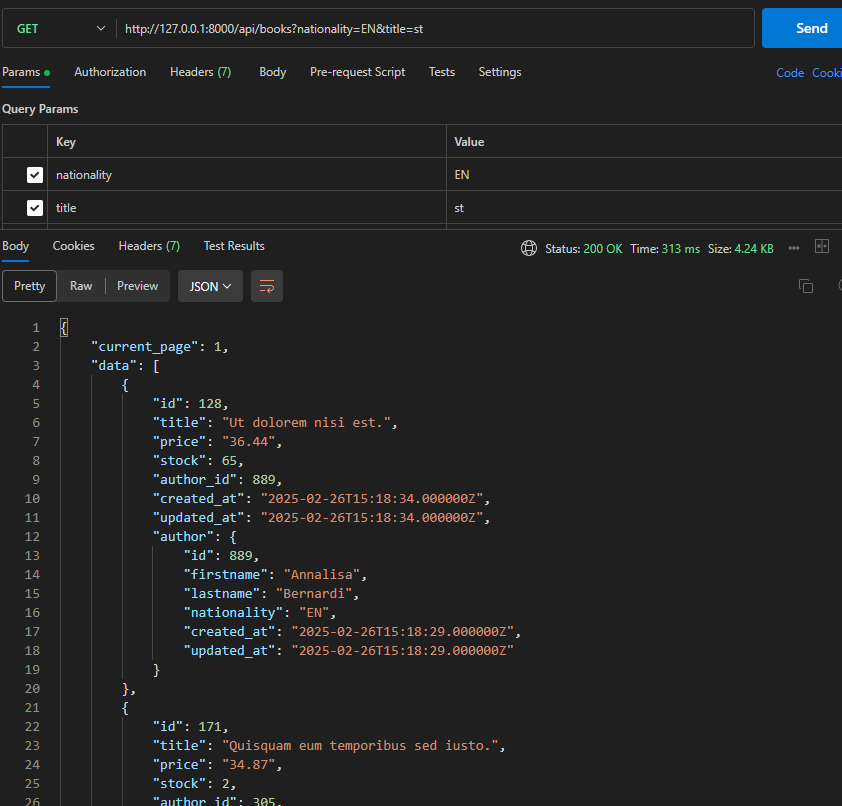 GET http://127.0.0.1:8000/api/books?nationality=EN&title=st Send
Params Authorization Headers (7) Body Pre-request Script Tests Settings Code Cooki
Query Params
Key Value
nationality EN
title st
Body Cookies Headers (7) Test Results Status: 200 OK Time: 313 ms Size: 4.24 KB
Pretty Raw Preview JSON
1 {
2 "current_page": 1,
3 "data": [
4 {
5 "id": 128,
6 "title": "Ut dolorem nisi est.",
7 "price": "36.44",
8 "stock": 65,
9 "author_id": 889,
10 "created_at": "2025-02-26T15:18:34.000000Z",
11 "updated_at": "2025-02-26T15:18:34.000000Z",
12 "author": {
13 "id": 889,
14 "firstname": "Annalisa",
15 "lastname": "Bernardi",
16 "nationality": "EN",
17 "created_at": "2025-02-26T15:18:29.000000Z",
18 "updated_at": "2025-02-26T15:18:29.000000Z"
19 }
20 },
21 {
22 "id": 171,
23 "title": "Quisquam eum temporibus sed iusto.",
24 "price": "34.87",
25 "stock": 2,
26 "author_id": 305,